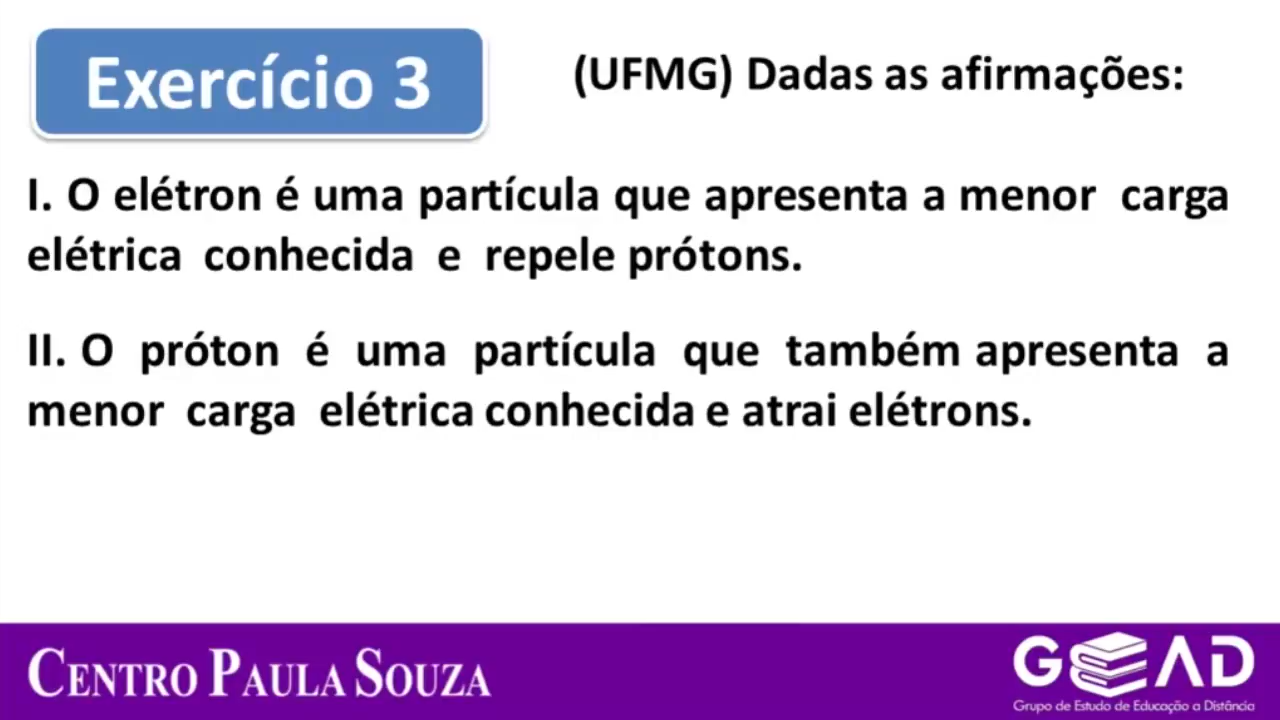 Exercício 3
(UFMG) Dadas as afirmações:
I. O elétron é uma partícula que apresenta a menor carga
elétrica conhecida e repele prótons.
II. O próton é uma partícula que também apresenta a
menor carga elétrica conhecida e atrai elétrons.
CENTRO PAULA SOUZA
GEAD
Grupo de Estudo de Educação a Distância